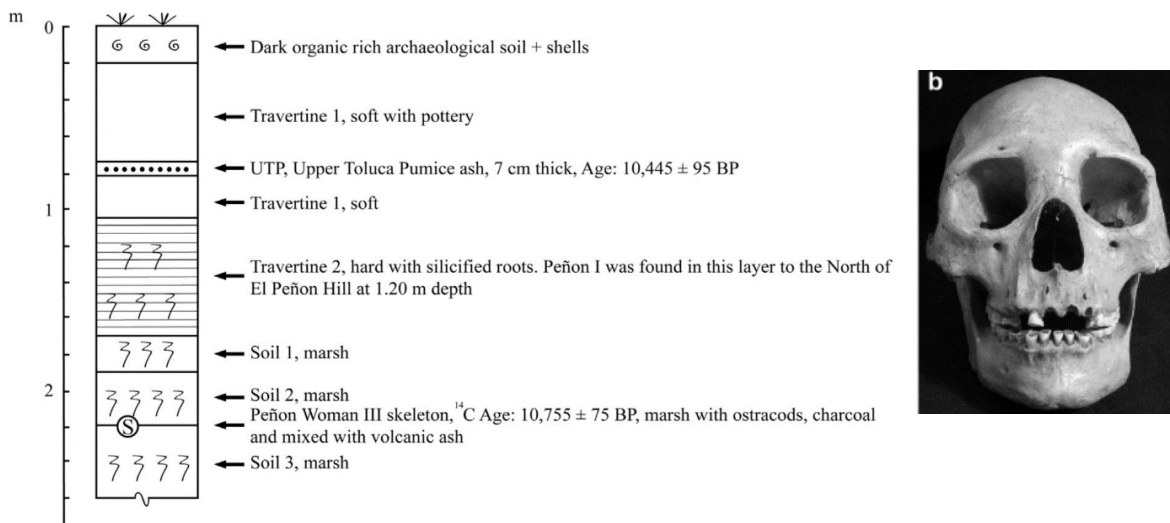 m
0
Dark organic rich archaeological soil + shells
Travertine 1, soft with pottery
UTP, Upper Toluca Pumice ash, 7 cm thick, Age: 10,445 ± 95 BP
1
Travertine 1, soft
Travertine 2, hard with silicified roots. Peñon I was found in this layer to the North of
El Peñon Hill at 1.20 m depth
Soil 1, marsh
2
Soil 2, marsh
Peñon Woman III skeleton, ¹⁴C Age: 10,755 ± 75 BP, marsh with ostracods, charcoal
and mixed with volcanic ash
S
Soil 3, marsh
b